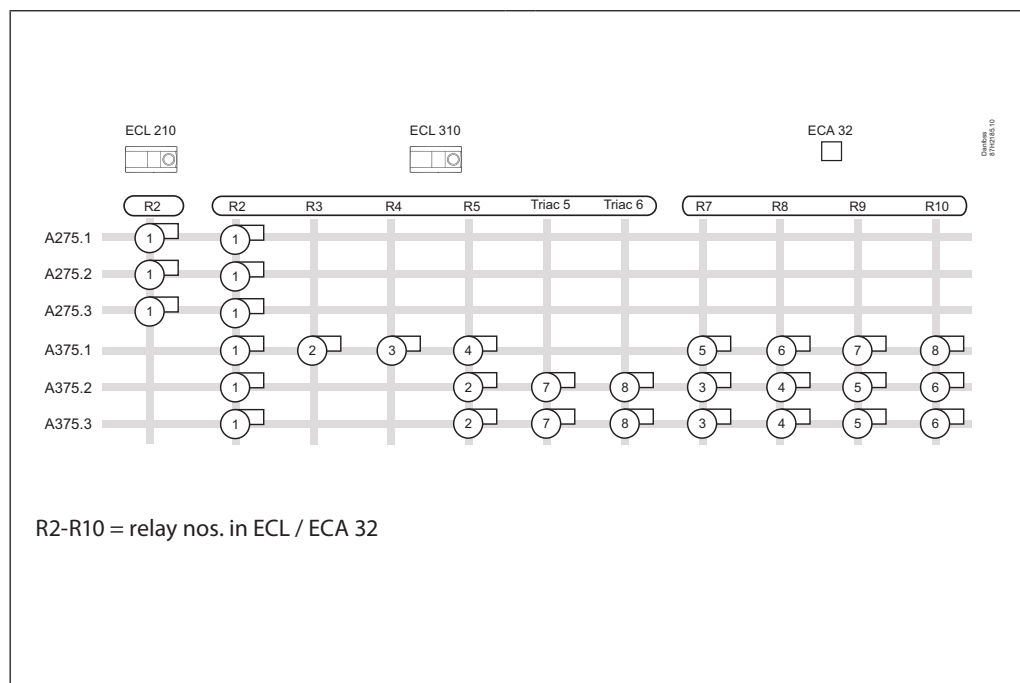 ECL 210 ECL 310 ECA 32
Danfoss
87H2185.10
R2 R2 R3 R4 R5 Triac 5 Triac 6 R7 R8 R9 R10
A275.1 1 1
A275.2 1 1
A275.3 1 1
A375.1 1 2 3 4 5 6 7 8
A375.2 1 2 7 8 3 4 5 6
A375.3 1 2 7 8 3 4 5 6
R2-R10 = relay nos. in ECL / ECA 32